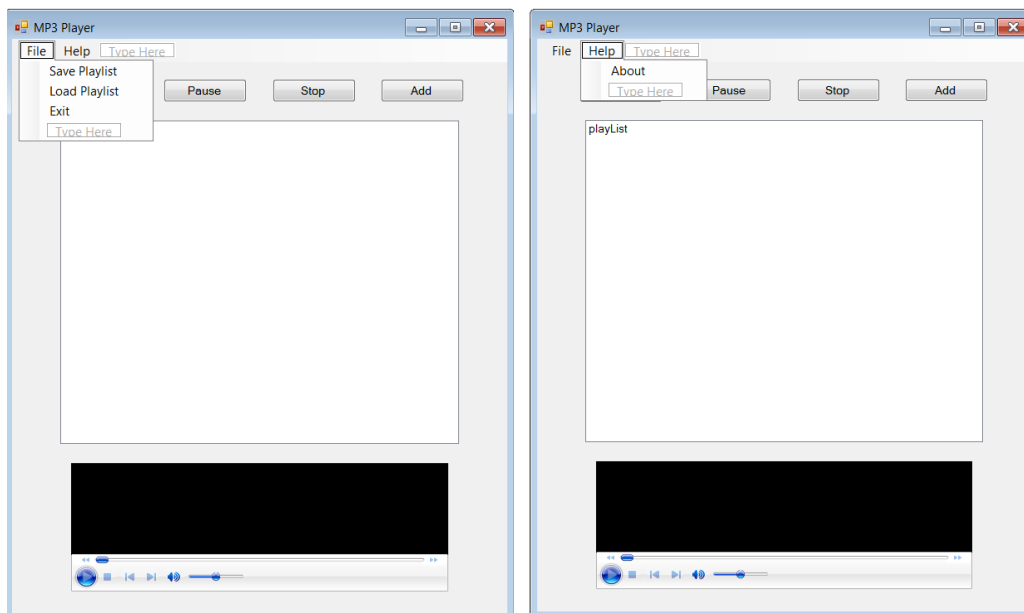 MP3 Player
File Help Type Here
Save Playlist
Load Playlist
Exit
Type Here
Pause Stop Add
MP3 Player
File Help Type Here
About
Type Here
Pause Stop Add
playList